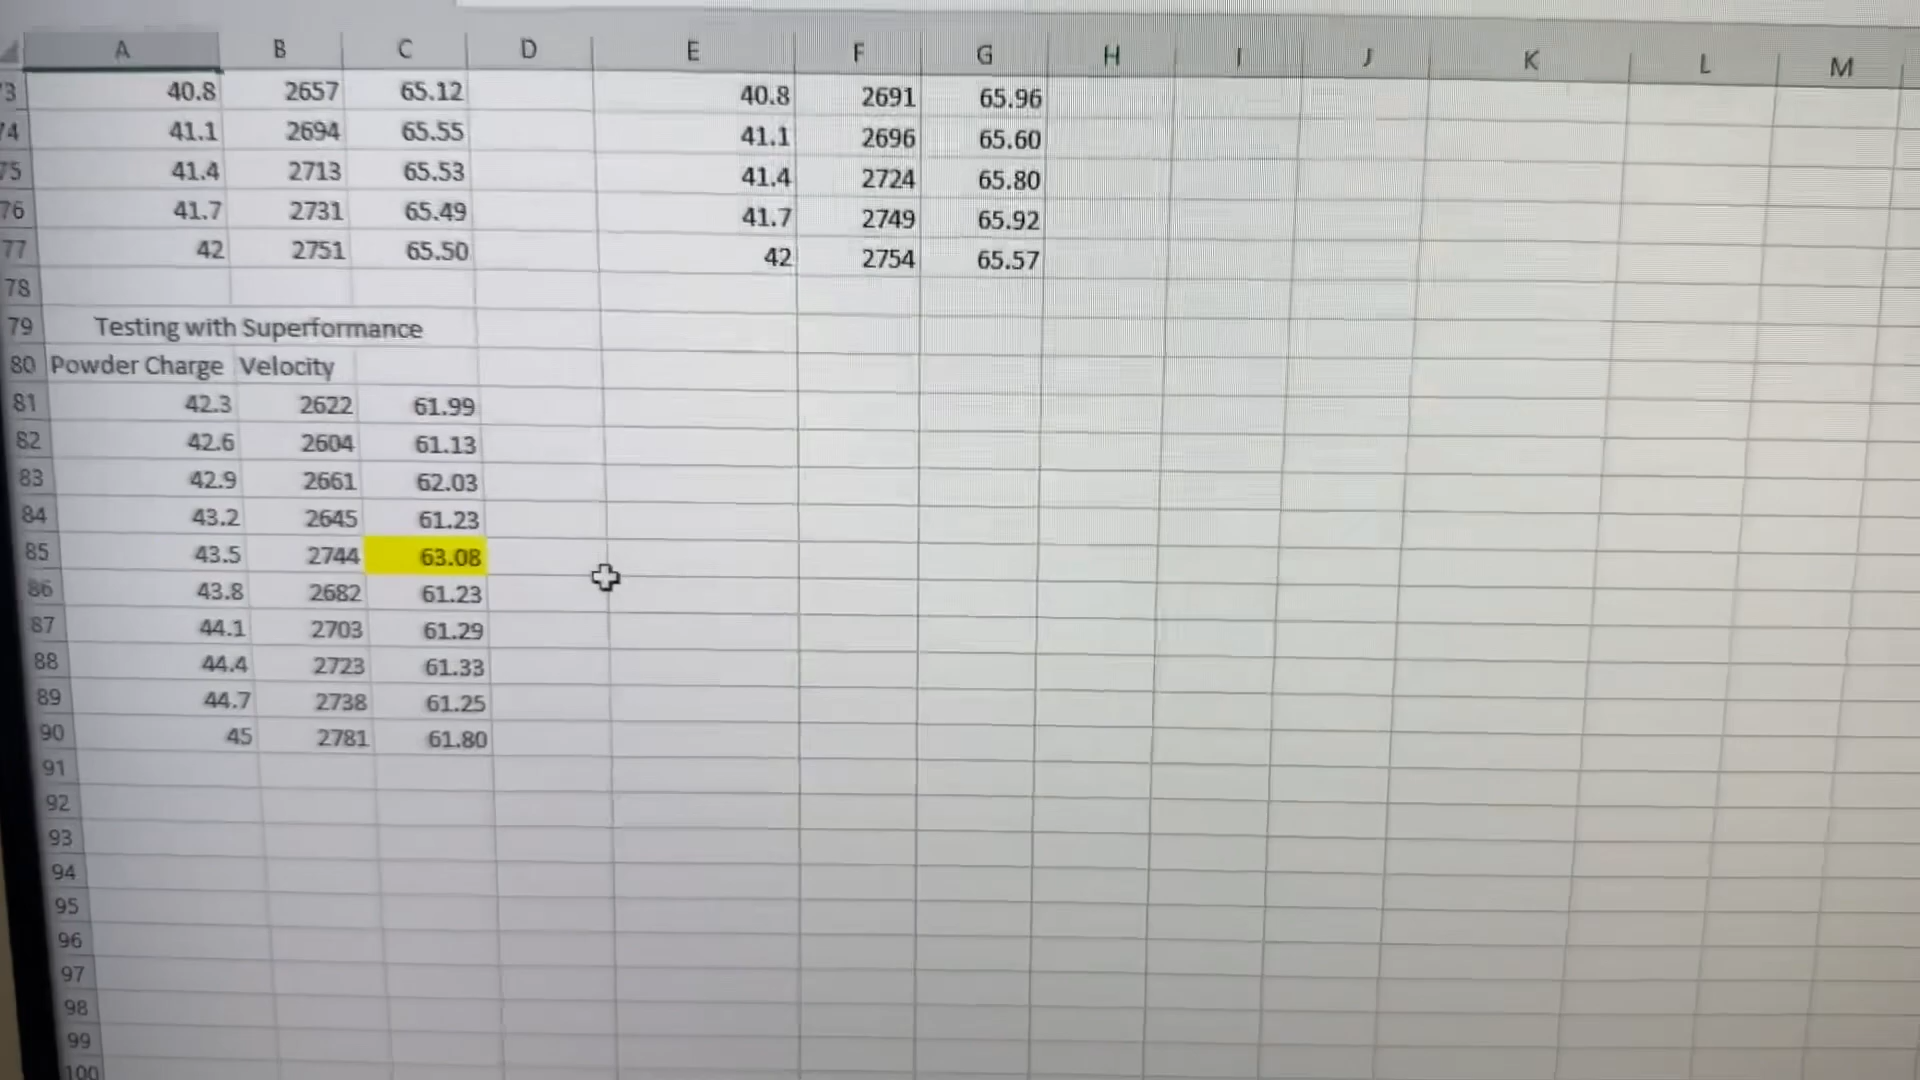 A B C D E F G H I J K L M
73 40.8 2657 65.12 40.8 2691 65.96
74 41.1 2694 65.55 41.1 2696 65.60
75 41.4 2713 65.53 41.4 2724 65.80
76 41.7 2731 65.49 41.7 2749 65.92
77 42 2751 65.50 42 2754 65.57
78
79 Testing with Superformance
80 Powder Charge Velocity
81 42.3 2622 61.99
82 42.6 2604 61.13
83 42.9 2661 62.03
84 43.2 2645 61.23
85 43.5 2744 63.08
86 43.8 2682 61.23
87 44.1 2703 61.29
88 44.4 2723 61.33
89 44.7 2738 61.25
90 45 2781 61.80
91
92
93
94
95
96
97
98
99
100